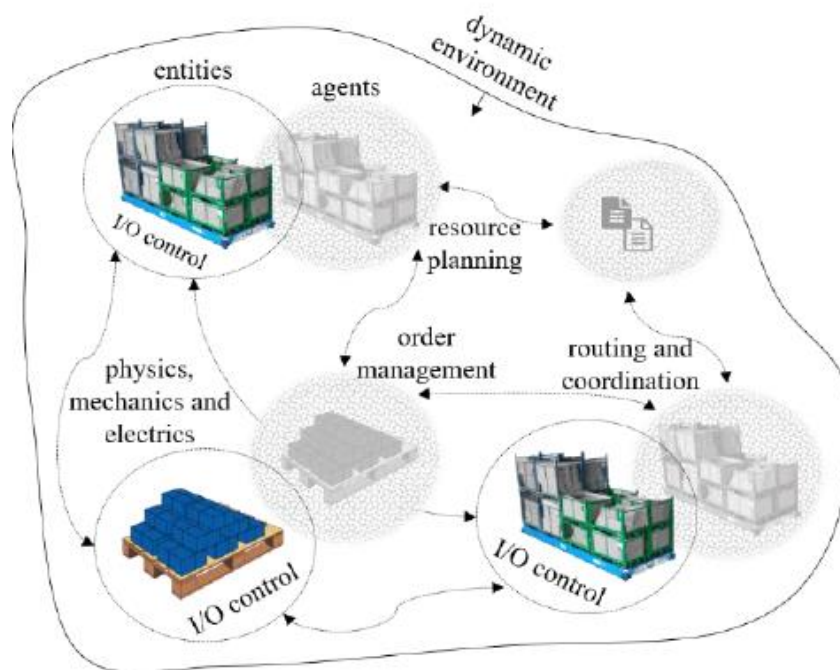 dynamic
environment
entities
agents
I/O control
resource
planning
order
management
routing and
coordination
physics,
mechanics and
electrics
I/O control
I/O control